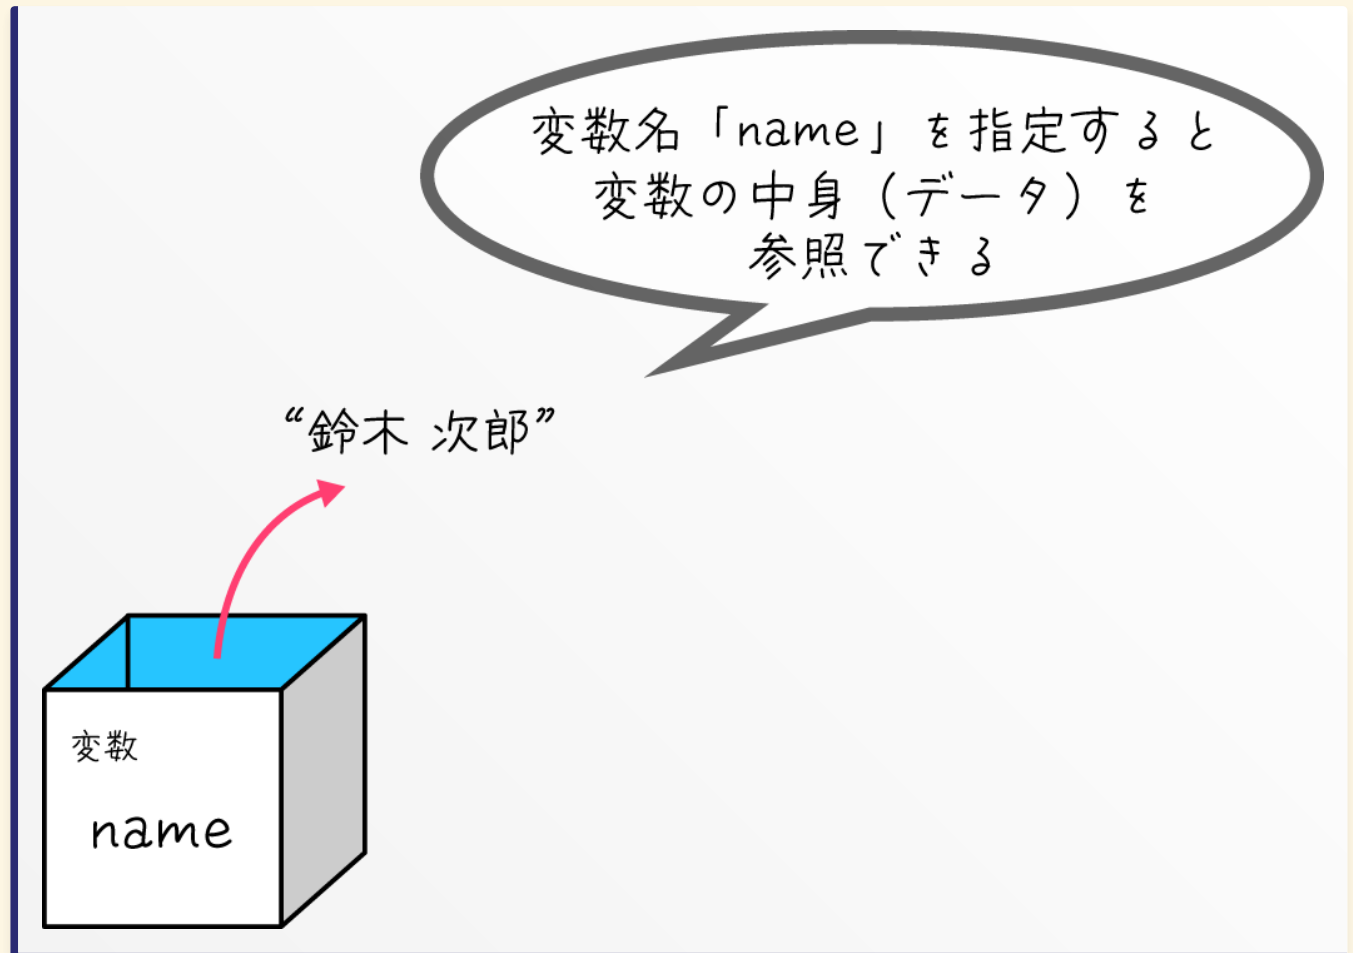 変数名「name」を指定すると
変数の中身（データ）を
参照できる
“鈴木 次郎”
変数
name